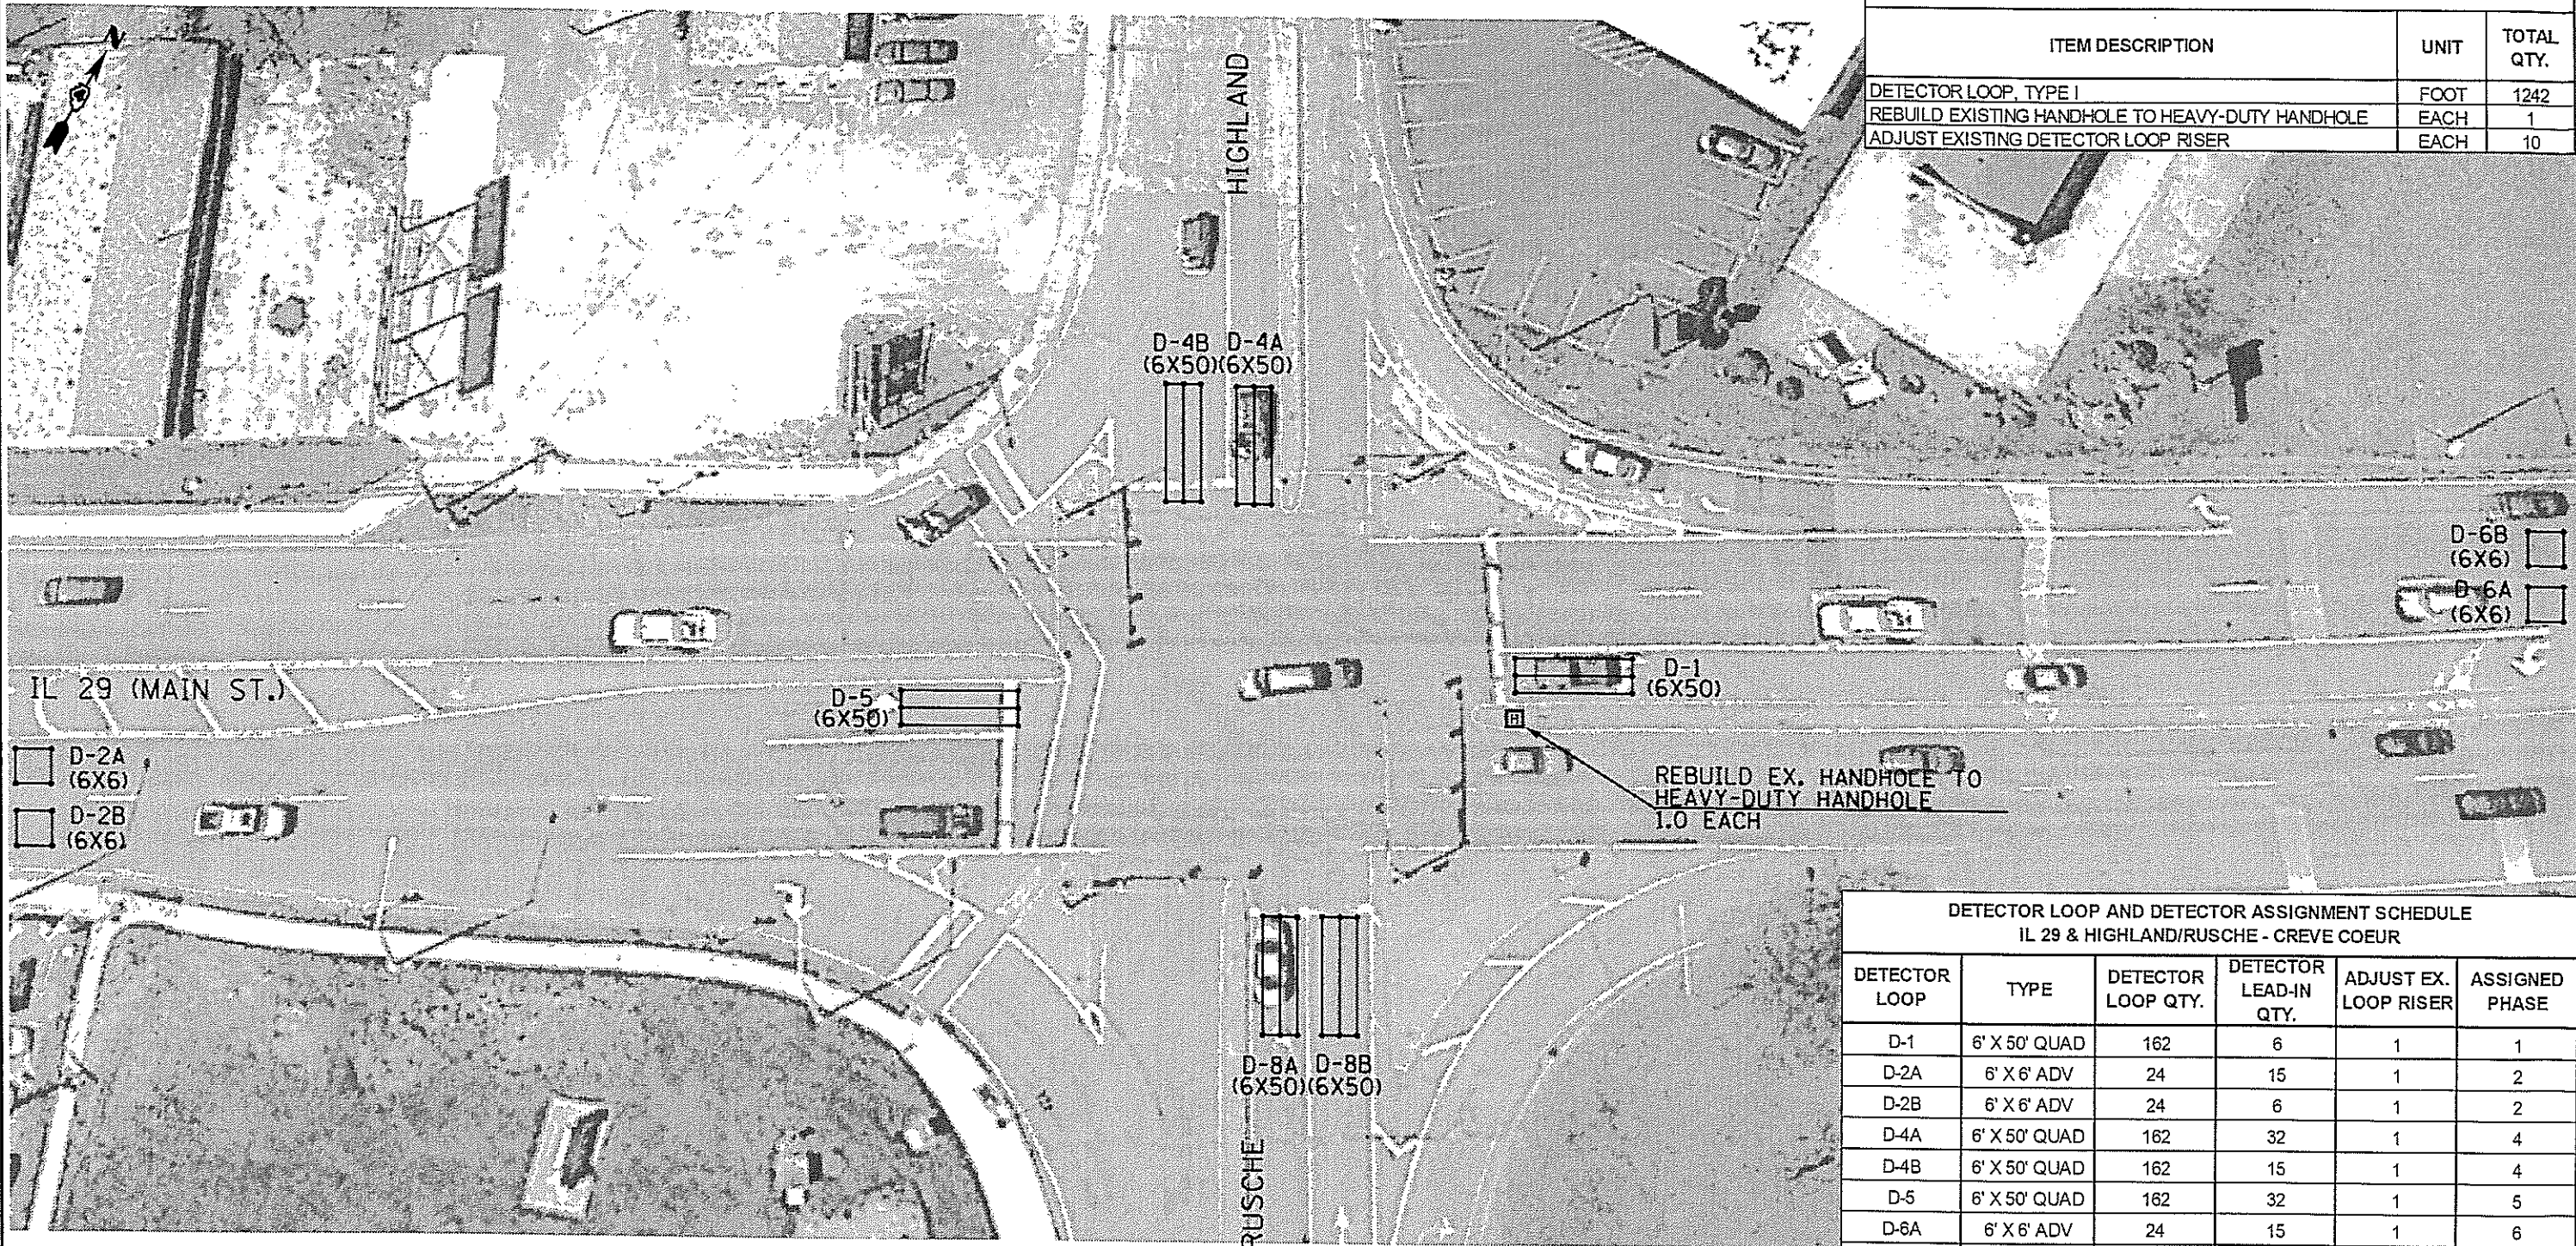 N
ITEM DESCRIPTION UNIT TOTAL QTY.
DETECTOR LOOP, TYPE I FOOT 1242
REBUILD EXISTING HANDHOLE TO HEAVY-DUTY HANDHOLE EACH 1
ADJUST EXISTING DETECTOR LOOP RISER EACH 10
HIGHLAND
D-4B D-4A
(6X50)(6X50)
D-6B
(6X6)
D-6A
(6X6)
D-1
(6X50)
IL 29 (MAIN ST.)
D-5
(6X50)
H
D-2A
(6X6)
D-2B
(6X6)
REBUILD EX. HANDHOLE TO
HEAVY-DUTY HANDHOLE
1.0 EACH
D-8A D-8B
(6X50)(6X50)
RUSCHE
DETECTOR LOOP AND DETECTOR ASSIGNMENT SCHEDULE
IL 29 & HIGHLAND/RUSCHE - CREVE COEUR
DETECTOR LOOP TYPE DETECTOR LOOP QTY. DETECTOR LEAD-IN QTY. ADJUST EX. LOOP RISER ASSIGNED PHASE
D-1 6' X 50' QUAD 162 6 1 1
D-2A 6' X 6' ADV 24 15 1 2
D-2B 6' X 6' ADV 24 6 1 2
D-4A 6' X 50' QUAD 162 32 1 4
D-4B 6' X 50' QUAD 162 15 1 4
D-5 6' X 50' QUAD 162 32 1 5
D-6A 6' X 6' ADV 24 15 1 6